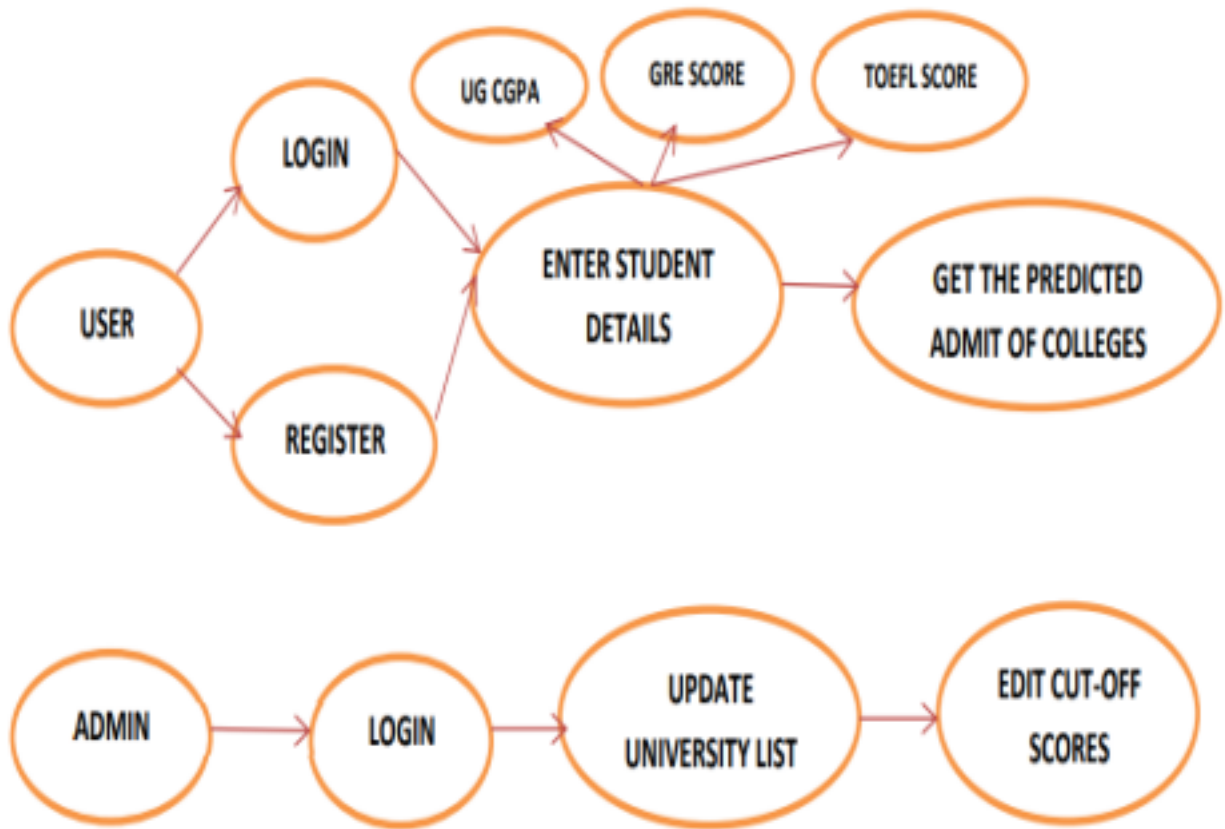 UG CGPA
GRE SCORE
TOEFL SCORE
LOGIN
ENTER STUDENT
DETAILS
GET THE PREDICTED
ADMIT OF COLLEGES
USER
REGISTER
ADMIN
LOGIN
UPDATE
UNIVERSITY LIST
EDIT CUT-OFF
SCORES